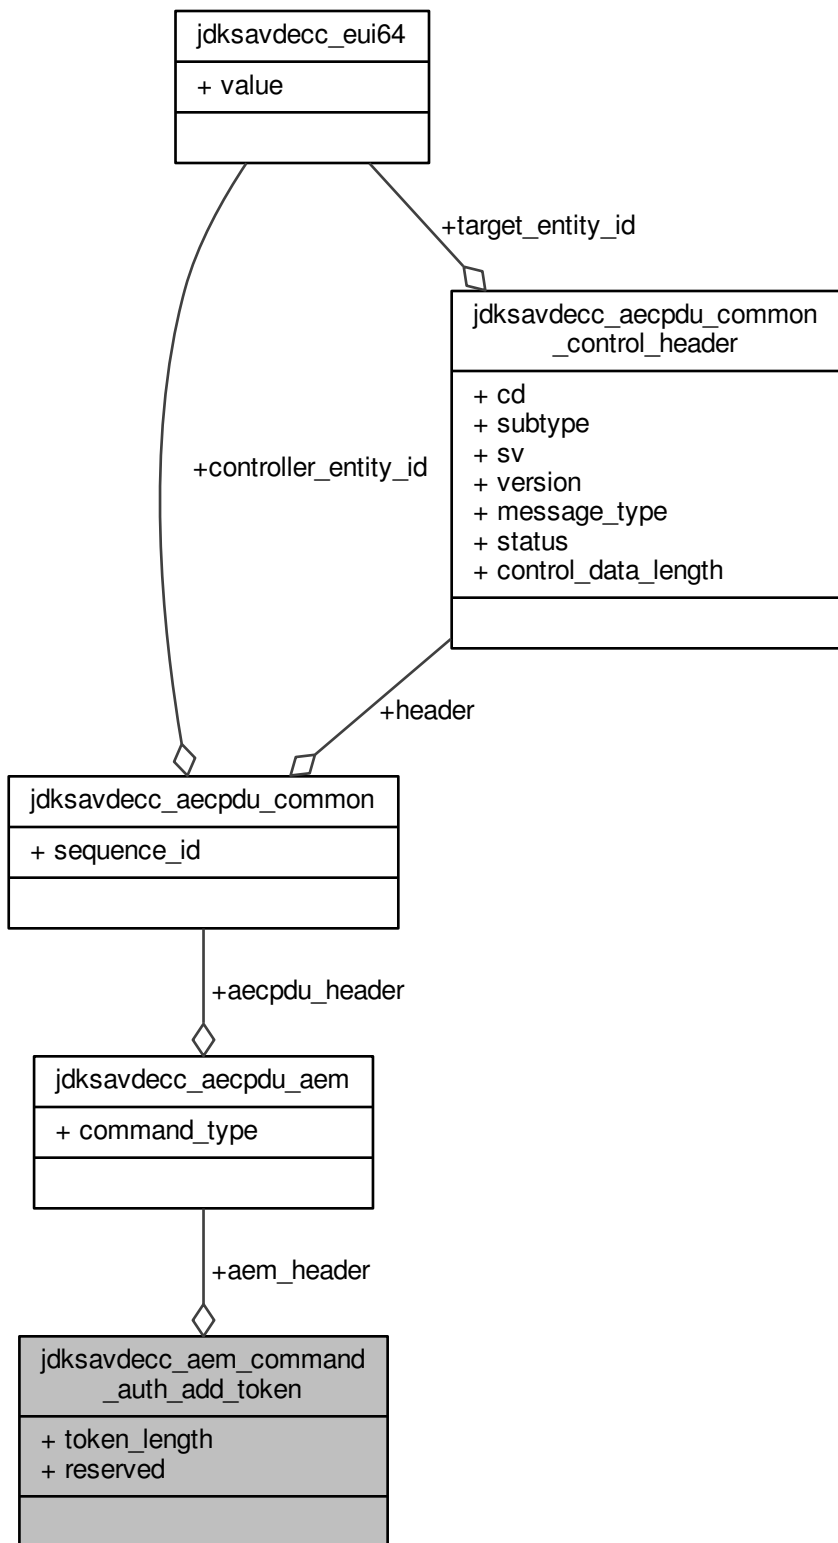 jdksavdecc_eui64
+ value
+target_entity_id
jdksavdecc_aecpdu_common
_control_header
+ cd
+ subtype
+ sv
+ version
+ message_type
+ status
+ control_data_length
+controller_entity_id
+header
jdksavdecc_aecpdu_common
+ sequence_id
+aecpdu_header
jdksavdecc_aecpdu_aem
+ command_type
+aem_header
jdksavdecc_aem_command
_auth_add_token
+ token_length
+ reserved